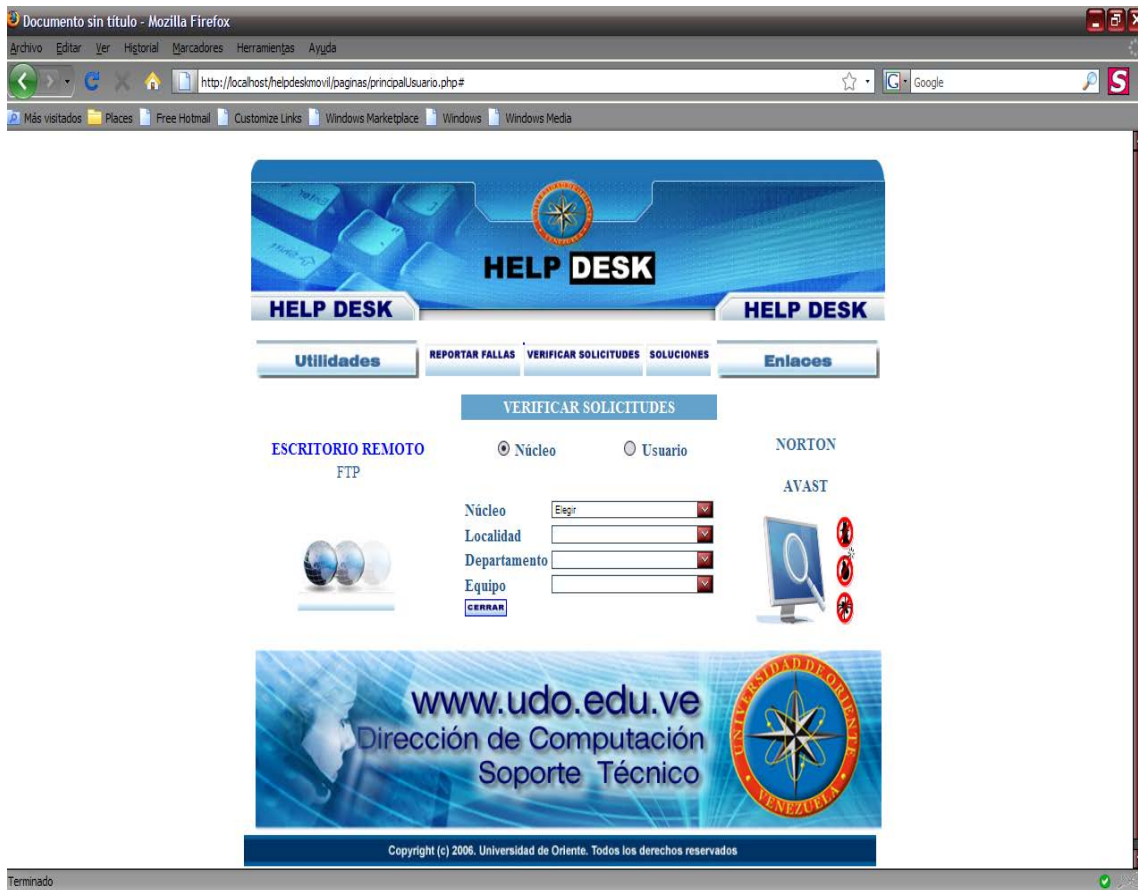 Documento sin título - Mozilla Firefox
Archivo Editar Ver Historial Marcadores Herramientas Ayuda
http://localhost/helpdeskmovil/paginas/principalUsuario.php#
G Google
S
Más visitados Places Free Hotmail Customize Links Windows Marketplace Windows Windows Media
UNIVERSIDAD DE ORIENTE
VENEZUELA
HELP DESK
HELP DESK
HELP DESK
Utilidades
REPORTAR FALLAS VERIFICAR SOLICITUDES SOLUCIONES
Enlaces
VERIFICAR SOLICITUDES
ESCRITORIO REMOTO
FTP
Núcleo Usuario
NORTON
AVAST
Núcleo Elegir
Localidad
Departamento
Equipo
CERRAR
www.udo.edu.ve
Dirección de Computación
Soporte Técnico
UNIVERSIDAD DE ORIENTE
VENEZUELA
Copyright (c) 2006. Universidad de Oriente. Todos los derechos reservados
Terminado